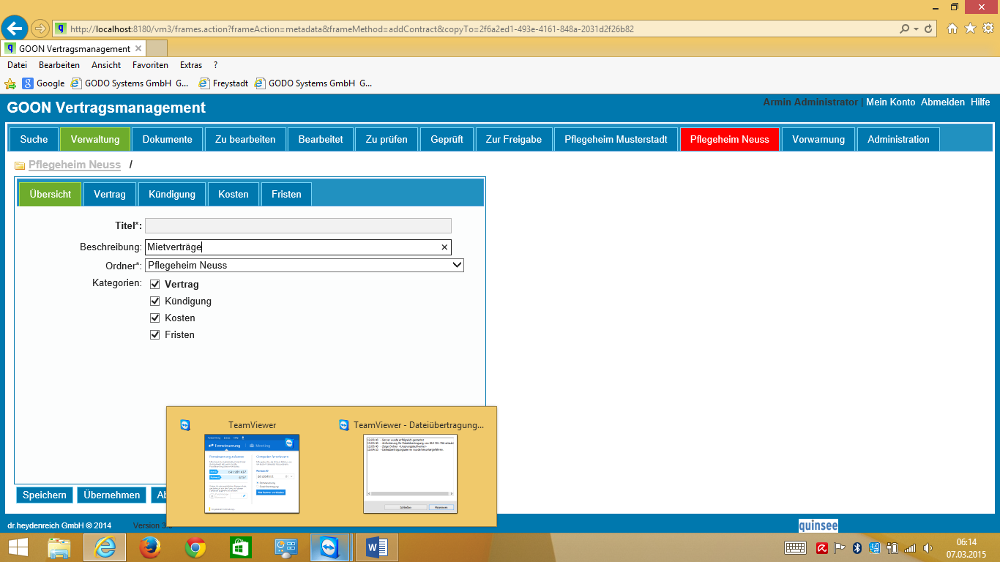 http://localhost:8180/vm3/frames.action?frameAction=metadata&frameMethod=addContract&copyTo=2f6a2ed1-493e-4161-848a-2031d2f26b82
GOON Vertragsmanagement
Datei Bearbeiten Ansicht Favoriten Extras ?
Google GODO Systems GmbH G... Freystadt GODO Systems GmbH G...
Armin Administrator | Mein Konto Abmelden Hilfe
GOON Vertragsmanagement
Suche Verwaltung Dokumente Zu bearbeiten Bearbeitet Zu prüfen Geprüft Zur Freigabe Pflegeheim Musterstadt Pflegeheim Neuss Vorwarnung Administration
Pflegeheim Neuss /
Übersicht Vertrag Kündigung Kosten Fristen
Titel*:
Beschreibung: Mietverträge
Ordner*: Pflegeheim Neuss
Kategorien: Vertrag
Kündigung
Kosten
Fristen
TeamViewer TeamViewer - Dateiübertragung...
Fernsteuerung Meeting
Speichern Übernehmen Ab
dr.heydenreich GmbH © 2014 Version 3.
quinsee
06:14
07.03.2015